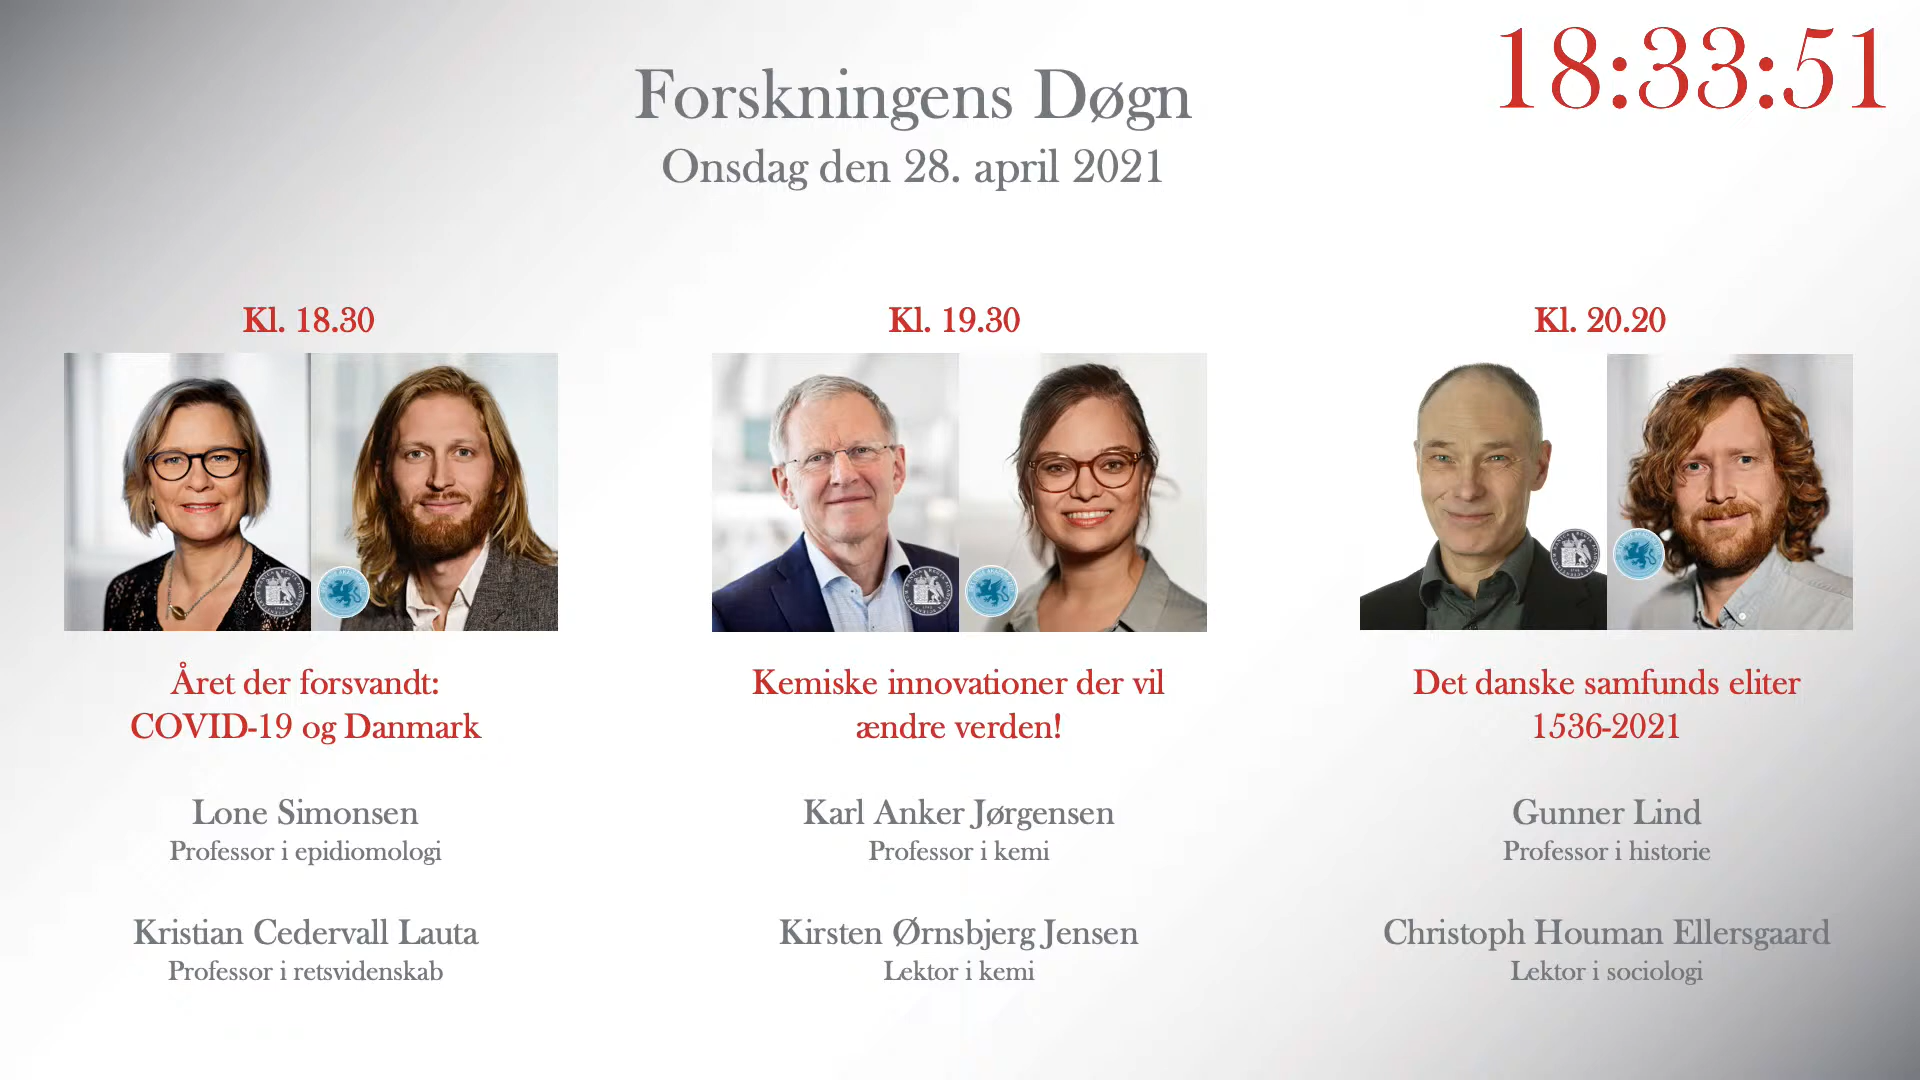 18:33:51
Forskningens Døgn
Onsdag den 28. april 2021
Kl. 18.30
Året der forsvandt:
COVID-19 og Danmark
Lone Simonsen
Professor i epidiomologi
Kristian Cedervall Lauta
Professor i retsvidenskab
Kl. 19.30
Kemiske innovationer der vil
ændre verden!
Karl Anker Jørgensen
Professor i kemi
Kirsten Ørnsbjerg Jensen
Lektor i kemi
Kl. 20.20
Det danske samfunds eliter
1536-2021
Gunner Lind
Professor i historie
Christoph Houman Ellersgaard
Lektor i sociologi